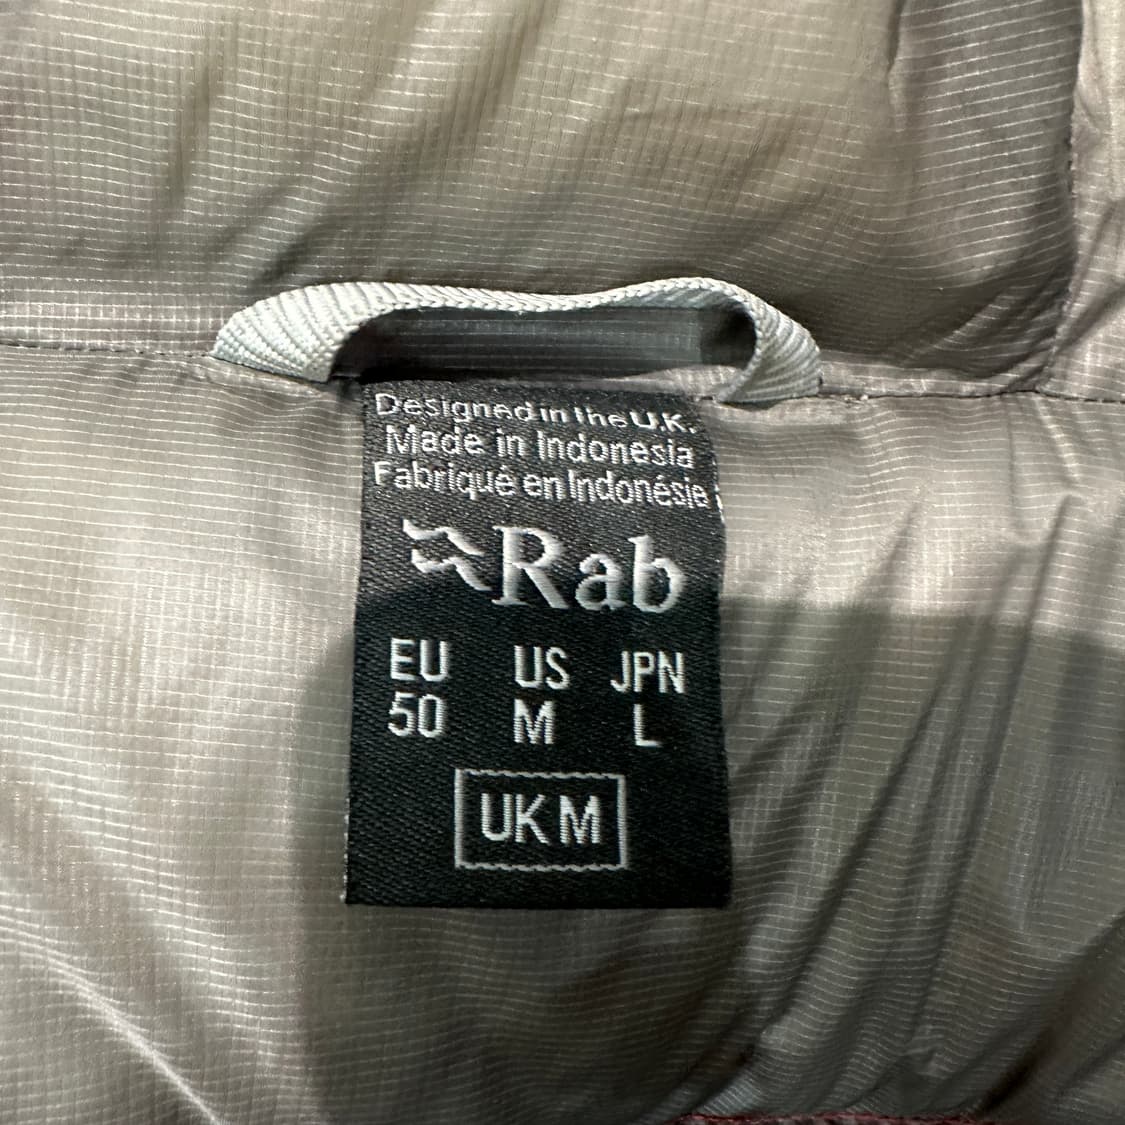 Designed in the U.K.
Made in Indonesia
Fabriqué en Indonésie
Rab
EU US JPN
50 M L
UK M